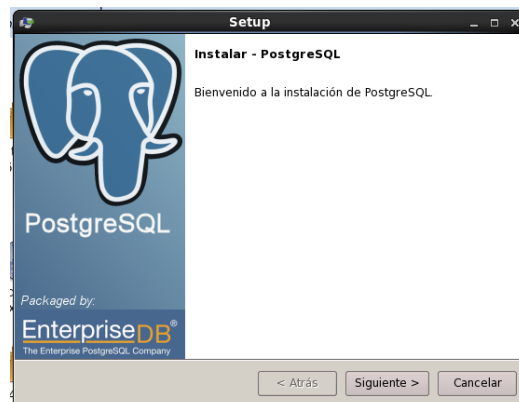 Setup
Instalar - PostgreSQL
Bienvenido a la instalación de PostgreSQL.
PostgreSQL
Packaged by:
EnterpriseDB®
The Enterprise PostgreSQL Company
< Atrás
Siguiente >
Cancelar